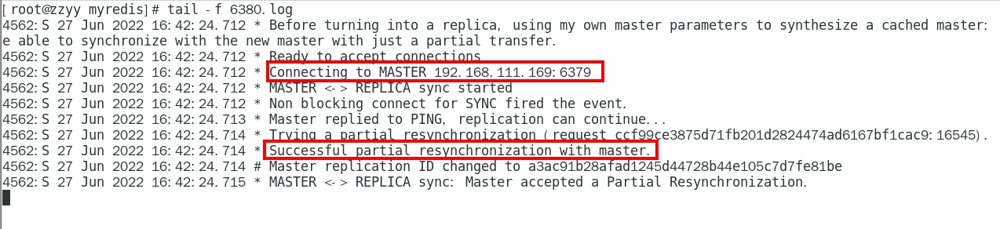 [root@zzyy myredis]# tail -f 6380.log
4562:S 27 Jun 2022 16:42:24.712 * Before turning into a replica, using my own master parameters to synthesize a cached master:
e able to synchronize with the new master with just a partial transfer.
4562:S 27 Jun 2022 16:42:24.712 * Ready to accept connections
4562:S 27 Jun 2022 16:42:24.712 * Connecting to MASTER 192.168.111.169:6379
4562:S 27 Jun 2022 16:42:24.712 * MASTER <-> REPLICA sync started
4562:S 27 Jun 2022 16:42:24.712 * Non blocking connect for SYNC fired the event.
4562:S 27 Jun 2022 16:42:24.713 * Master replied to PING, replication can continue...
4562:S 27 Jun 2022 16:42:24.714 * Trying a partial resynchronization (request ccf99ce3875d71fb201d2824474ad6167bf1cac9:16545).
4562:S 27 Jun 2022 16:42:24.714 * Successful partial resynchronization with master.
4562:S 27 Jun 2022 16:42:24.714 # Master replication ID changed to a3ac91b28afad1245d44728b44e105c7d7fe81be
4562:S 27 Jun 2022 16:42:24.715 * MASTER <-> REPLICA sync: Master accepted a Partial Resynchronization.